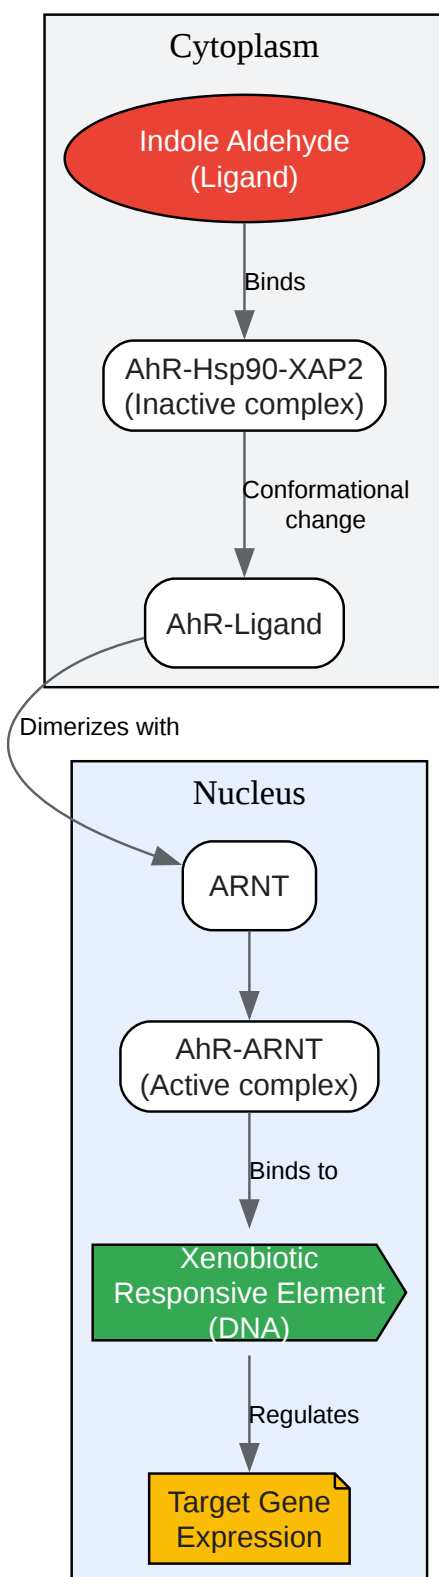 Cytoplasm
Indole Aldehyde
(Ligand)
Binds
AhR-Hsp90-XAP2
(Inactive complex)
Conformational
change
AhR-Ligand
Dimerizes with
Nucleus
ARNT
AhR-ARNT
(Active complex)
Binds to
Xenobiotic
Responsive Element
(DNA)
Regulates
Target Gene
Expression